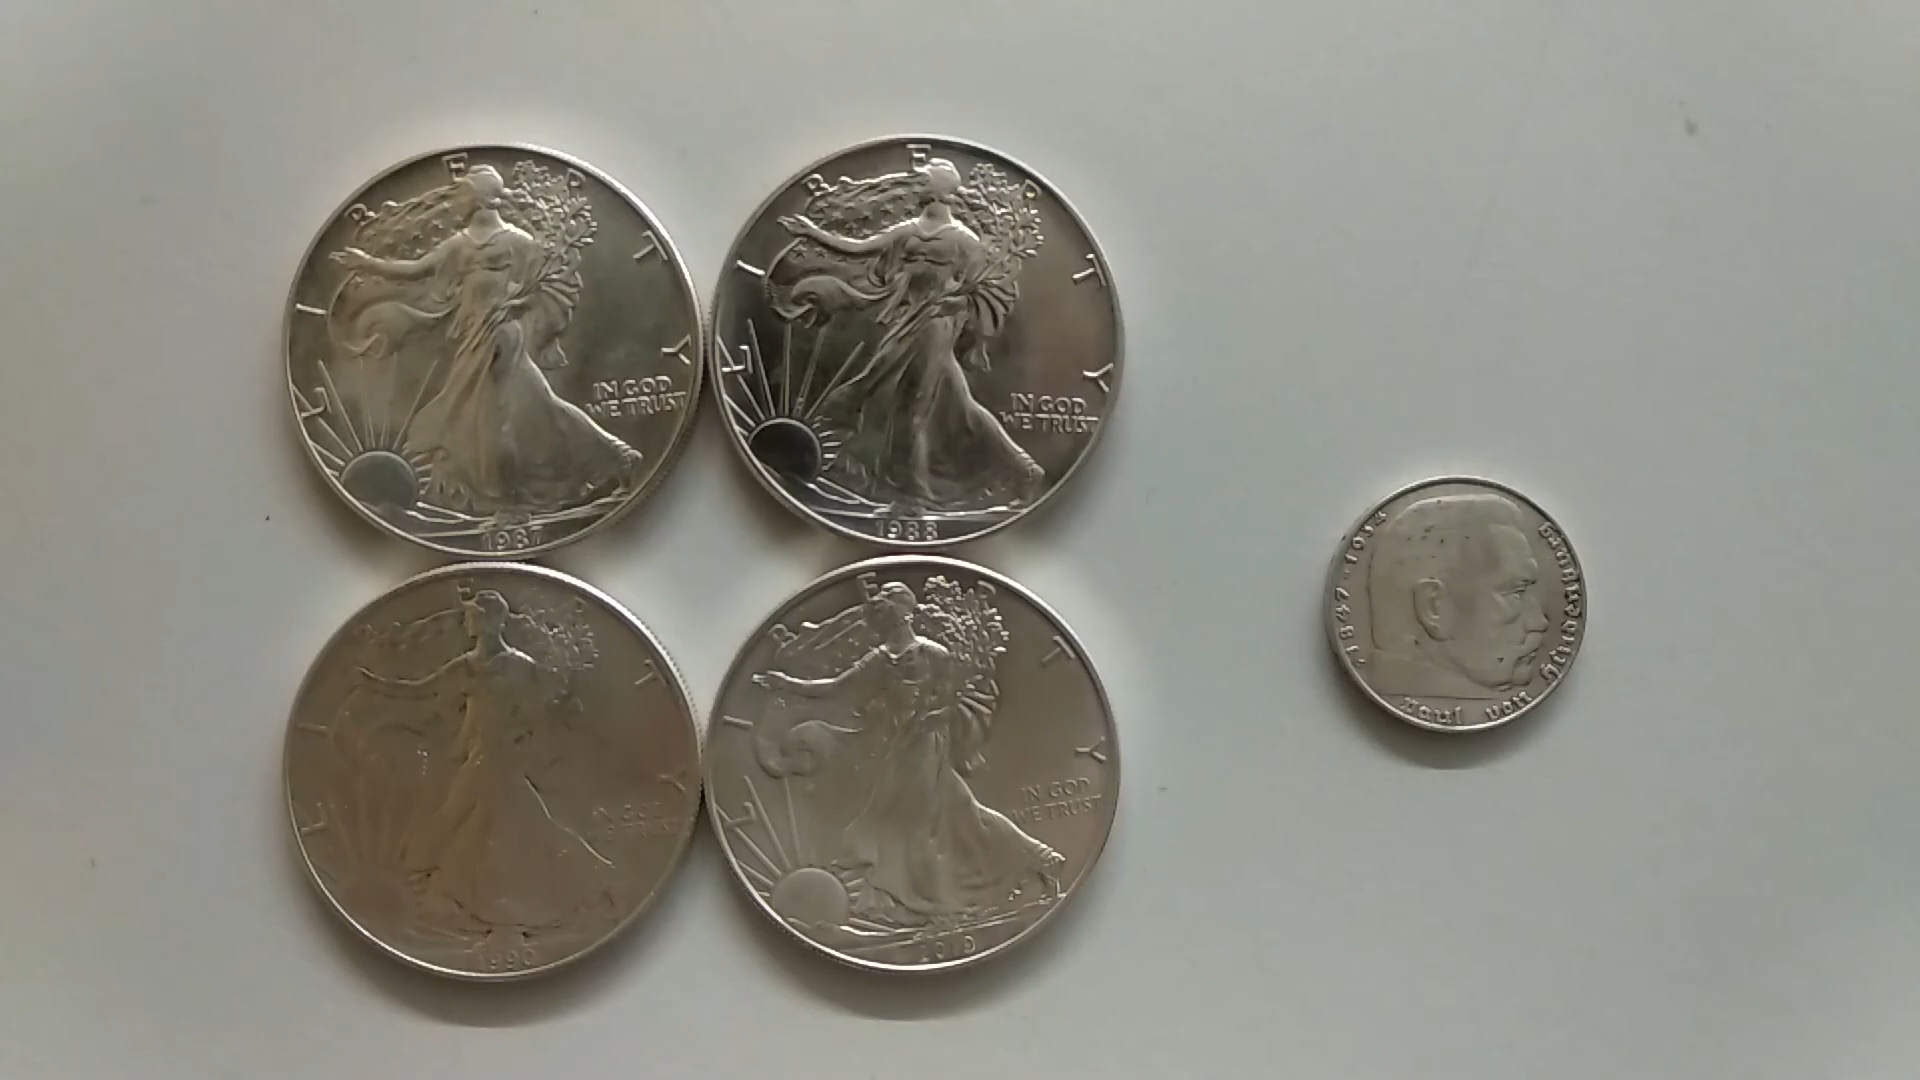 LIBERTY
IN GOD
WE TRUST
1987
LIBERTY
IN GOD
WE TRUST
1988
LIBERTY
IN GOD
WE TRUST
1990
LIBERTY
IN GOD
WE TRUST
2019
1847-1934
Paul von Hindenburg